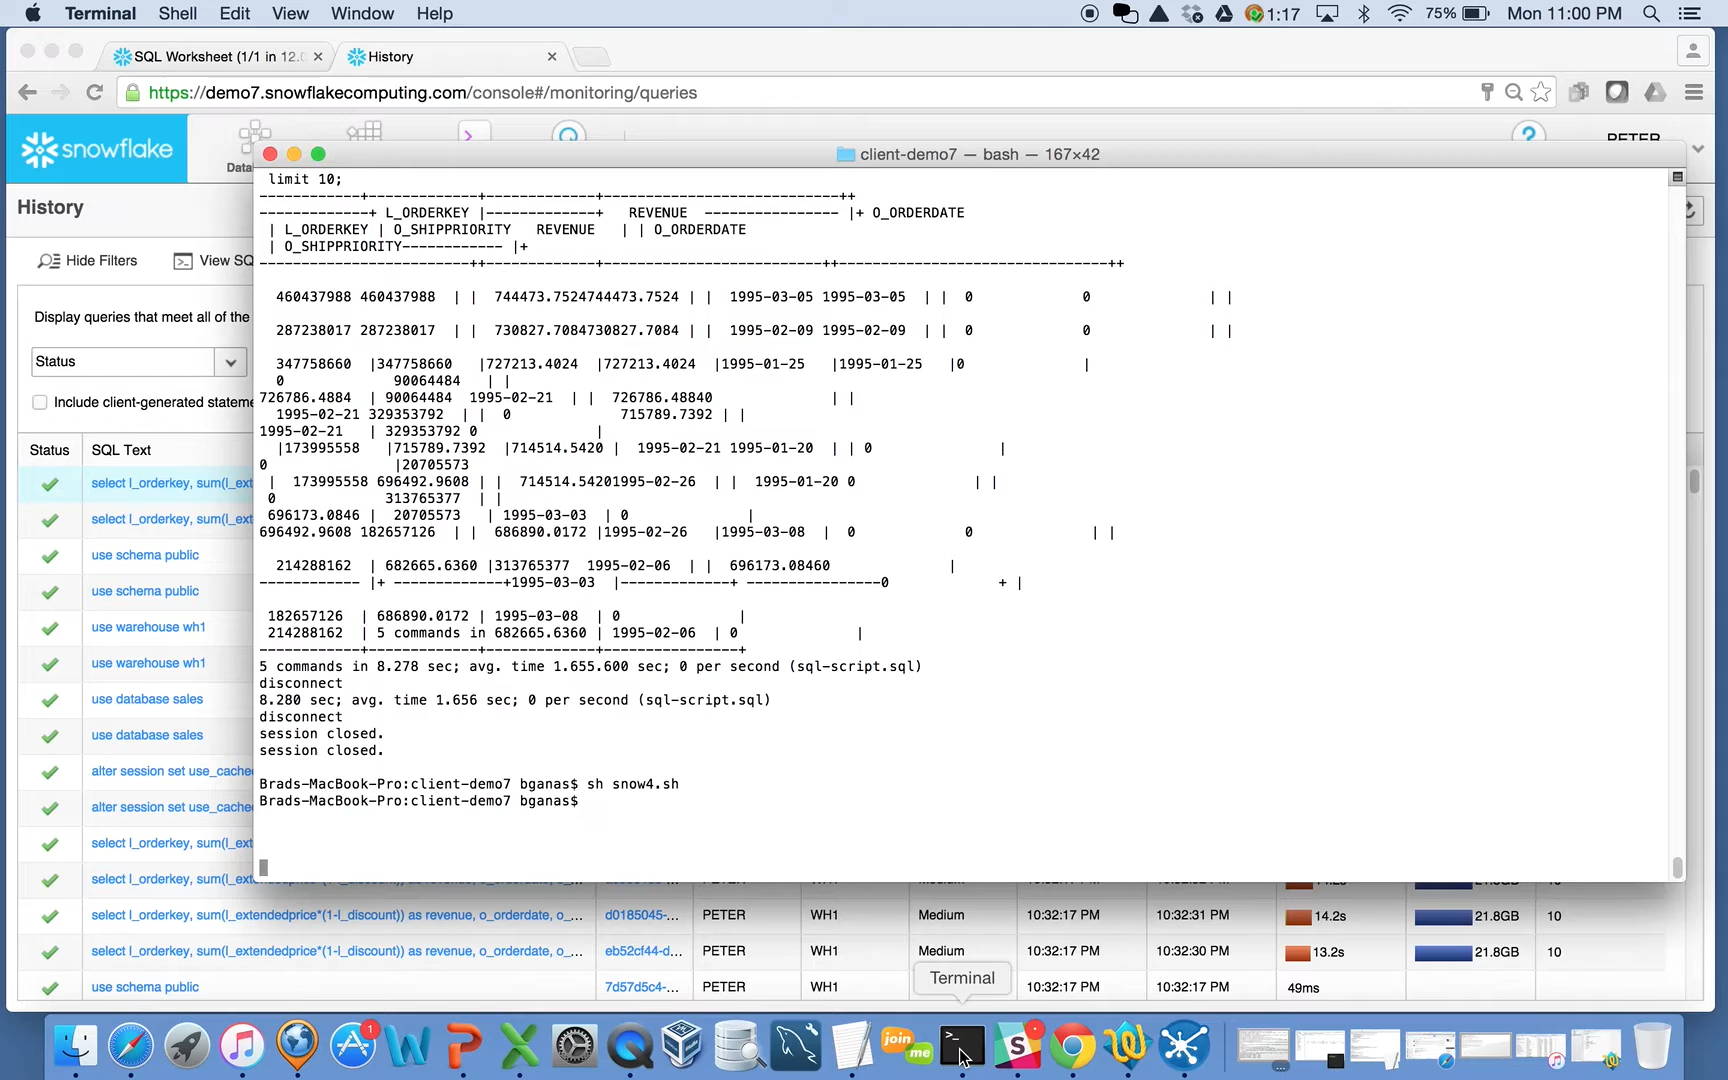 Terminal Shell Edit View Window Help 1:17 75% Mon 11:00 PM
SQL Worksheet (1/1 in 12.0 History
https://demo7.snowflakecomputing.com/console#/monitoring/queries
snowflake Data PETER
client-demo7 — bash — 167×42
History
Hide Filters View SQ
Display queries that meet all of the
Status
Include client-generated stateme
Status SQL Text
select l_orderkey, sum(l_ext
select l_orderkey, sum(l_ext
use schema public
use schema public
use warehouse wh1
use warehouse wh1
use database sales
use database sales
alter session set use_cache
alter session set use_cache
select l_orderkey, sum(l_ext
select l_orderkey, sum(l_ext
limit 10;
-------------+-------------+-------------+---------------------------++
-------------+ L_ORDERKEY |-------------+ REVENUE ---------------- |+ O_ORDERDATE
| L_ORDERKEY | O_SHIPPRIORITY REVENUE | | O_ORDERDATE
| O_SHIPPRIORITY------------ |+
-------------------------++-------------+-------------------------++-------------------------------++
460437988 460437988 | | 744473.7524744473.7524 | | 1995-03-05 1995-03-05 | | 0 0 | |
287238017 287238017 | | 730827.7084730827.7084 | | 1995-02-09 1995-02-09 | | 0 0 | |
347758660 |347758660 |727213.4024 |727213.4024 |1995-01-25 |1995-01-25 |0 |
0 90064484 | |
726786.4884 | 90064484 1995-02-21 | | 726786.48840 | |
1995-02-21 329353792 | | 0 715789.7392 | |
1995-02-21 | 329353792 0 |
|173995558 |715789.7392 |714514.5420 | 1995-02-21 1995-01-20 | | 0 |
0 |20705573
| 173995558 696492.9608 | | 714514.54201995-02-26 | | 1995-01-20 0 | |
0 313765377 | |
696173.0846 | 20705573 | 1995-03-03 | 0 |
696492.9608 182657126 | | 686890.0172 |1995-02-26 |1995-03-08 | 0 0 | |
214288162 | 682665.6360 |313765377 1995-02-06 | | 696173.08460 |
------------ |+ -------------+1995-03-03 |-------------+ ----------------0 + |
182657126 | 686890.0172 | 1995-03-08 | 0 |
214288162 | 5 commands in 682665.6360 | 1995-02-06 | 0 |
-------------+-------------+-------------+----------------+
5 commands in 8.278 sec; avg. time 1.655.600 sec; 0 per second (sql-script.sql)
disconnect
8.280 sec; avg. time 1.656 sec; 0 per second (sql-script.sql)
disconnect
session closed.
session closed.
Brads-MacBook-Pro:client-demo7 bganas$ sh snow4.sh
Brads-MacBook-Pro:client-demo7 bganas$
select l_orderkey, sum(l_extendedprice*(1-l_discount)) as revenue, o_orderdate, o_... d0185045-... PETER WH1 Medium 10:32:17 PM 10:32:31 PM 14.2s 21.8GB 10
select l_orderkey, sum(l_extendedprice*(1-l_discount)) as revenue, o_orderdate, o_... eb52cf44-d... PETER WH1 Medium 10:32:17 PM 10:32:30 PM 13.2s 21.8GB 10
use schema public 7d57d5c4-... PETER WH1 10:32:17 PM 10:32:17 PM 49ms
Terminal
1
join
me